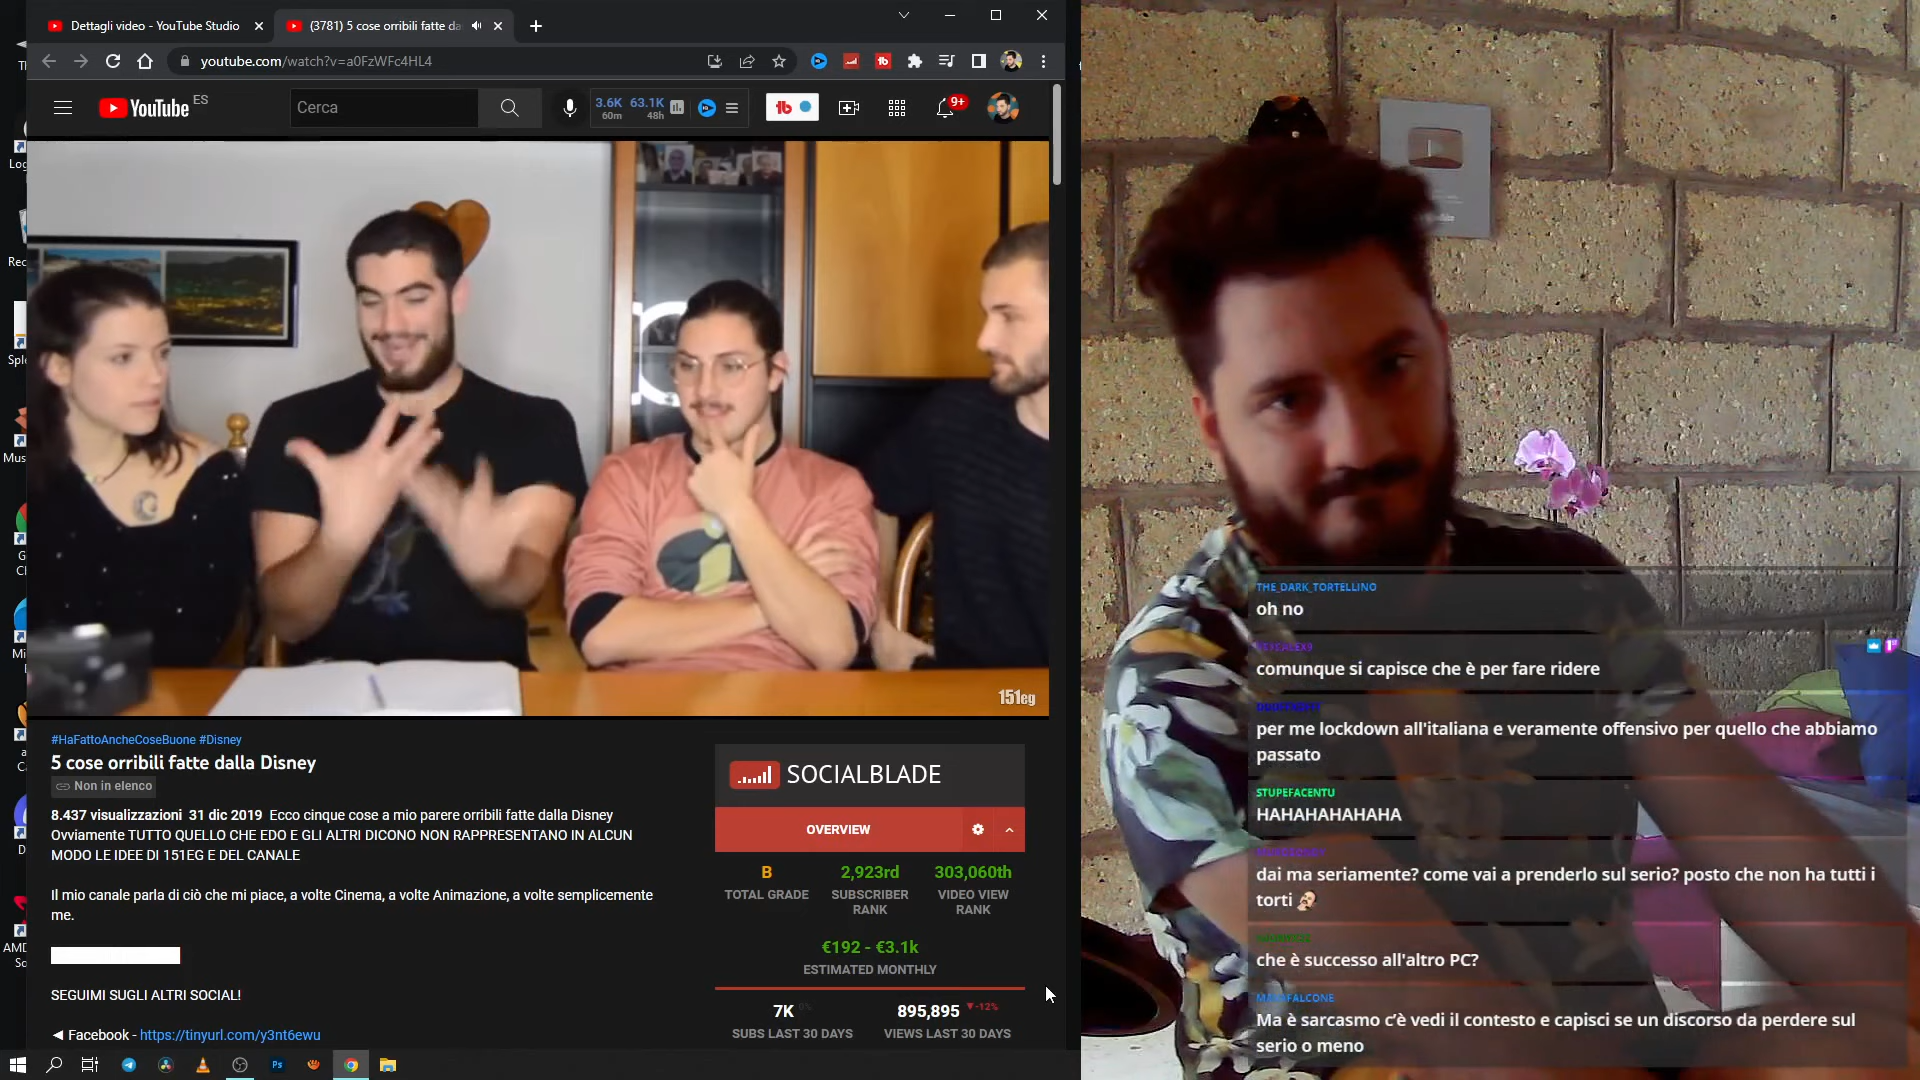 Dettagli video - YouTube Studio
(3781) 5 cose orribili fatte da
youtube.com/watch?v=a0FzWFc4HL4
YouTube ES
Cerca
3.6K 63.1K
60m 48h
9+
151eg
#HaFattoAncheCoseBuone #Disney
5 cose orribili fatte dalla Disney
Non in elenco
8.437 visualizzazioni 31 dic 2019 Ecco cinque cose a mio parere orribili fatte dalla Disney
Ovviamente TUTTO QUELLO CHE EDO E GLI ALTRI DICONO NON RAPPRESENTANO IN ALCUN
MODO LE IDEE DI 151EG E DEL CANALE
Il mio canale parla di ciò che mi piace, a volte Cinema, a volte Animazione, a volte semplicemente
me.
SEGUIMI SUGLI ALTRI SOCIAL!
◄ Facebook - https://tinyurl.com/y3nt6ewu
SOCIALBLADE
OVERVIEW
B 2,923rd 303,060th
TOTAL GRADE SUBSCRIBER RANK VIDEO VIEW RANK
€192 - €3.1k
ESTIMATED MONTHLY
7K 0% 895,895 ▼-12%
SUBS LAST 30 DAYS VIEWS LAST 30 DAYS
THE_DARK_TORTELLINO
oh no
comunque si capisce che è per fare ridere
per me lockdown all'italiana e veramente offensivo per quello che abbiamo
passato
STUPEFACENTU
HAHAHAHAHAHA
dai ma seriamente? come vai a prenderlo sul serio? posto che non ha tutti i
torti
che è successo all'altro PC?
Ma è sarcasmo c'è vedi il contesto e capisci se un discorso da perdere sul
serio o meno